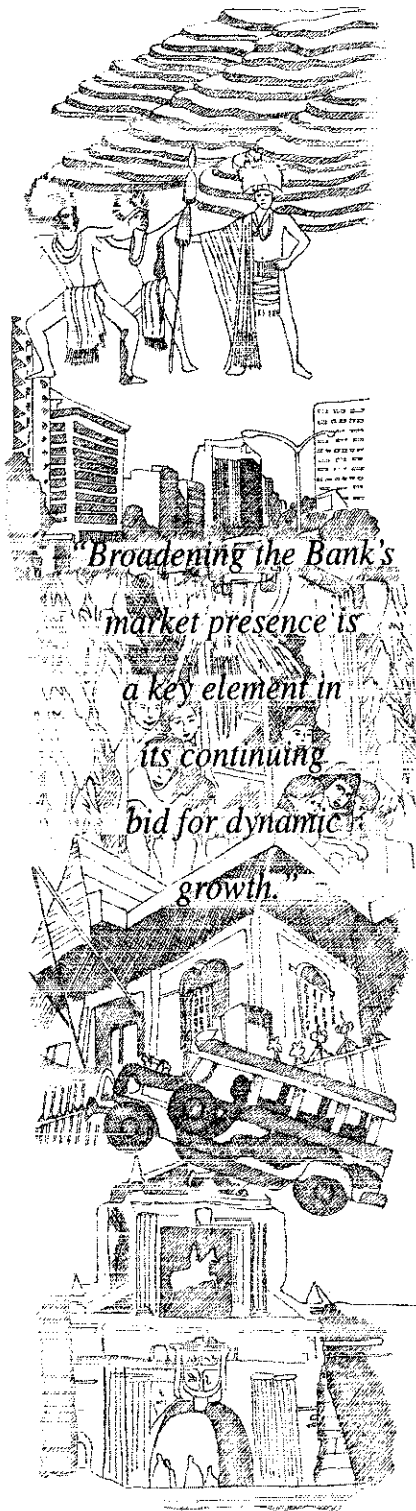 "Broadening the Bank's
market presence is
a key element in
its continuing
bid for dynamic
growth."